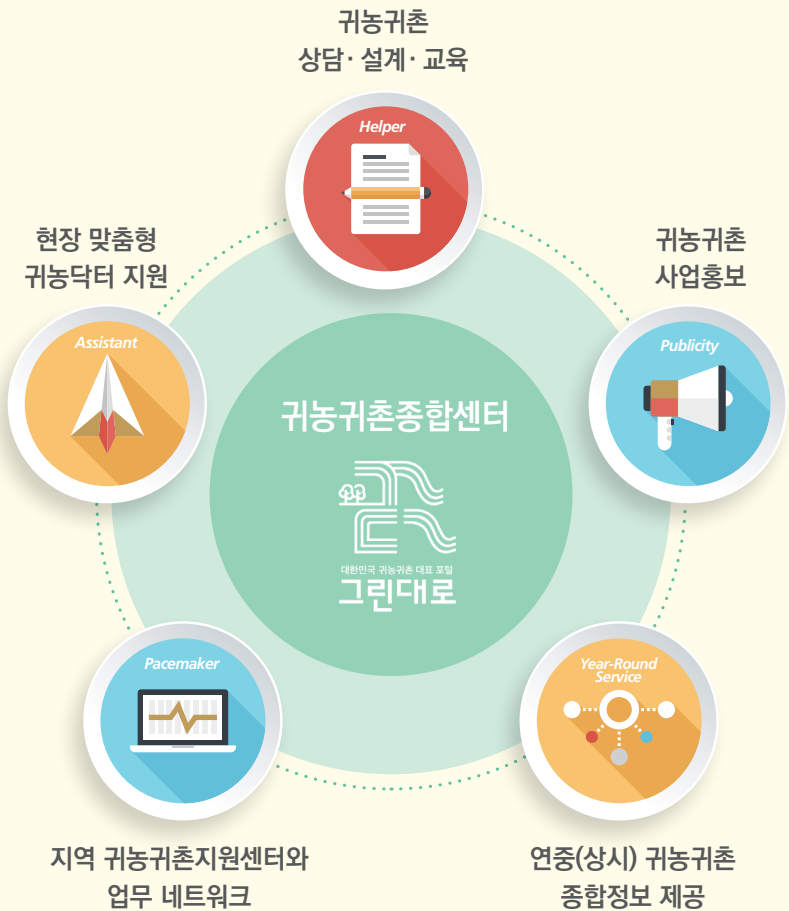 귀농귀촌
상담·설계·교육
Helper
현장 맞춤형
귀농닥터 지원
Assistant
귀농귀촌
사업홍보
Publicity
귀농귀촌종합센터
대한민국 귀농귀촌 대표 포털
그린대로
Pacemaker
지역 귀농귀촌지원센터와
업무 네트워크
Year-Round
Service
연중(상시) 귀농귀촌
종합정보 제공